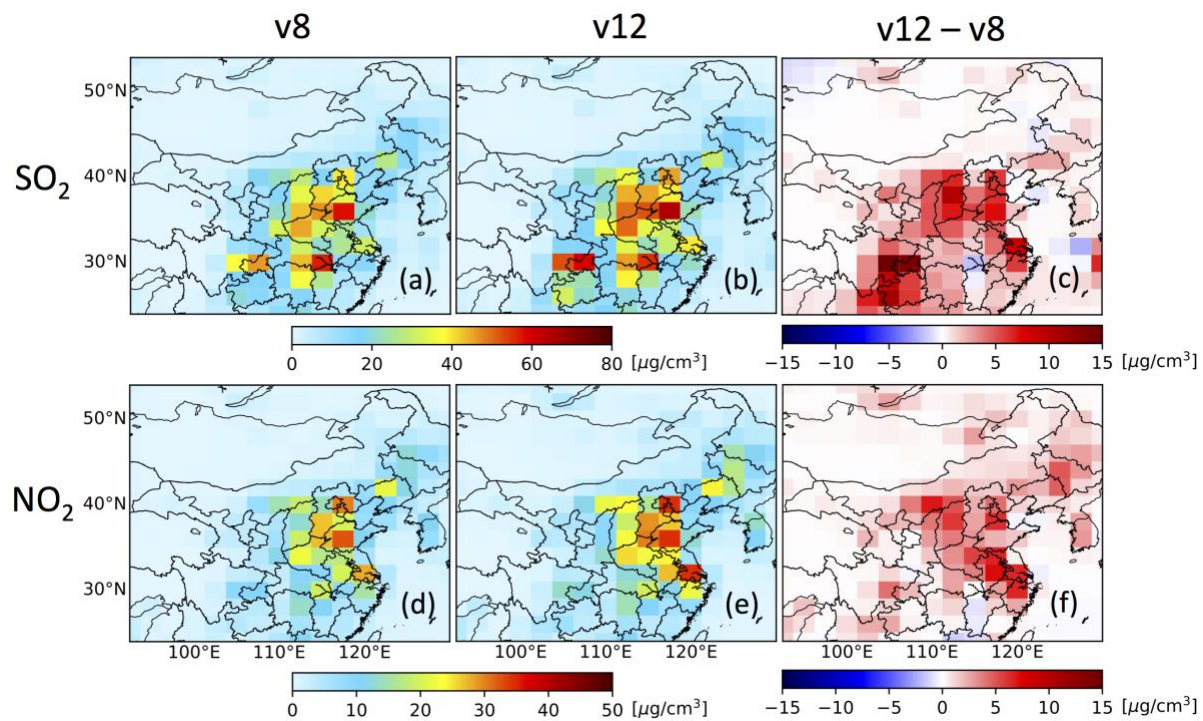 v8 v12 v12 – v8
SO₂
50°N
40°N
30°N
(a) (b) (c)
0 20 40 60 80 [μg/cm³]
−15 −10 −5 0 5 10 15 [μg/cm³]
NO₂
50°N
40°N
30°N
(d) (e) (f)
100°E 110°E 120°E 100°E 110°E 120°E 100°E 110°E 120°E
0 10 20 30 40 50 [μg/cm³]
−15 −10 −5 0 5 10 15 [μg/cm³]